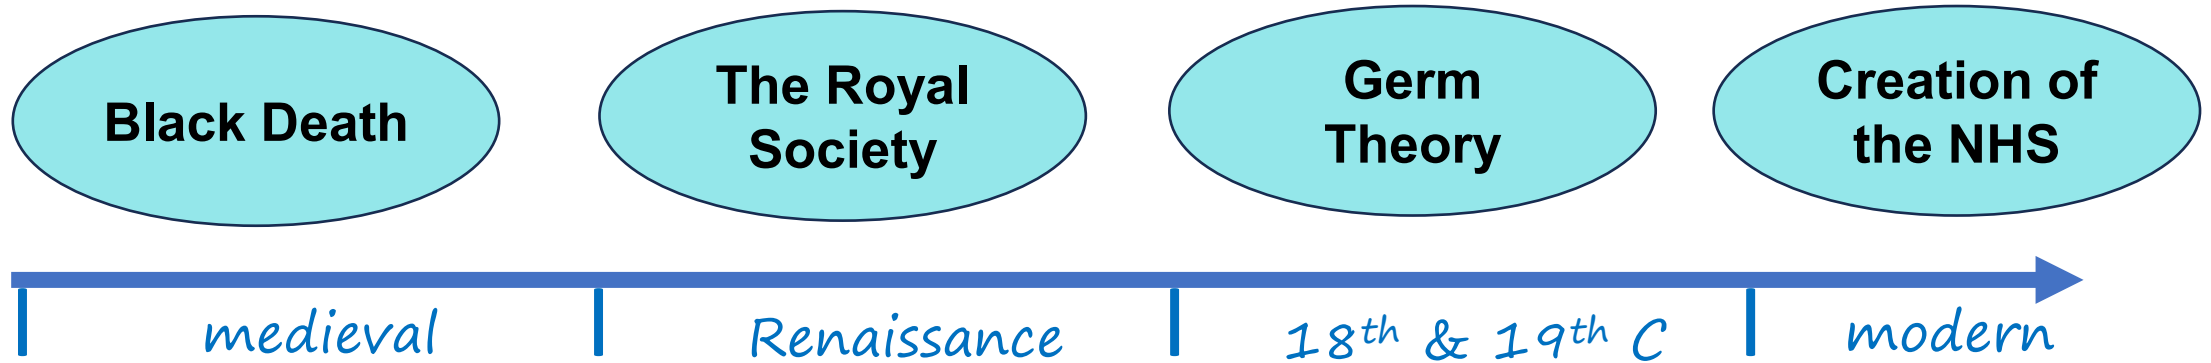 Black Death
The Royal
Society
Germ
Theory
Creation of
the NHS
medieval
Renaissance
18th & 19th C
modern